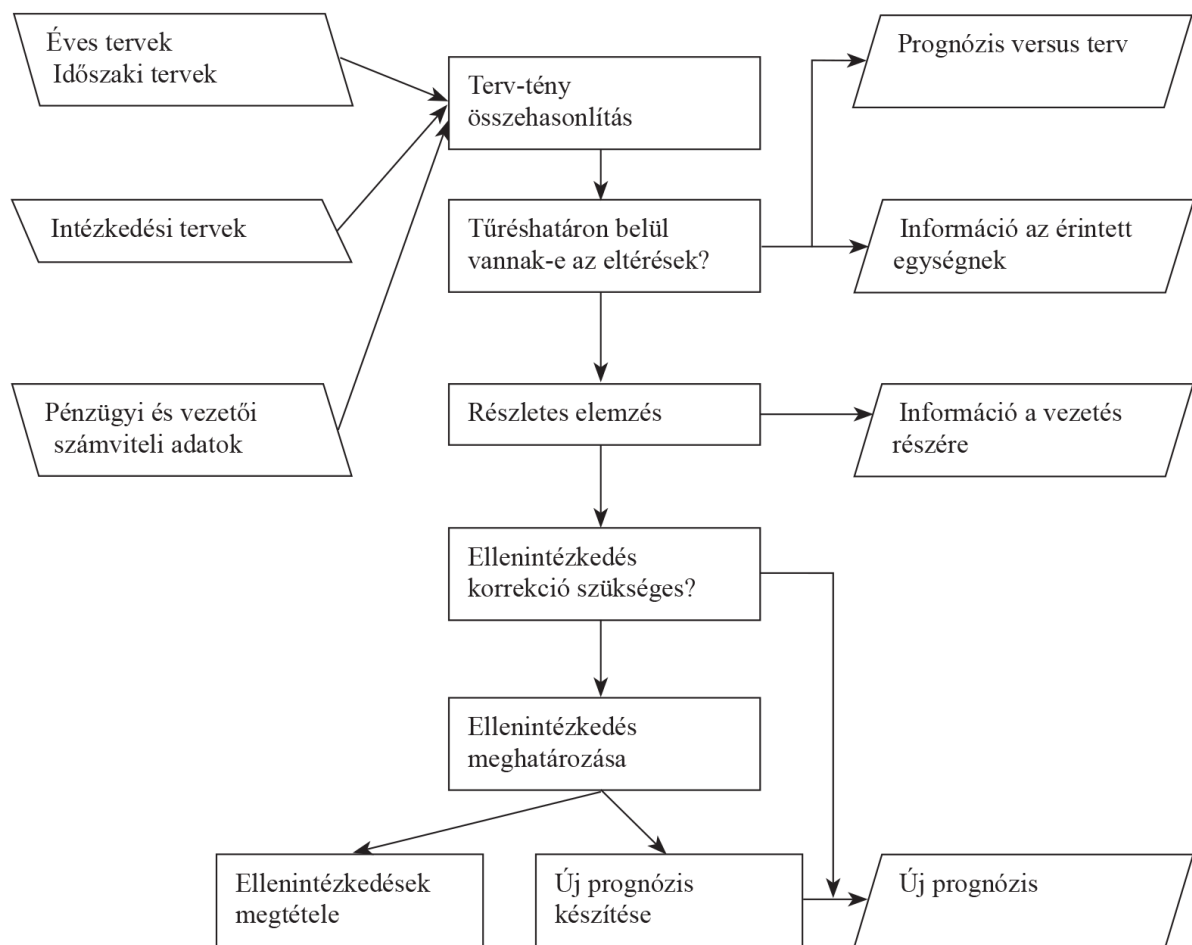 Éves tervek
Időszaki tervek
Prognózis versus terv
Terv-tény
összehasonlítás
Intézkedési tervek
Tűréshatáron belül
vannak-e az eltérések?
Információ az érintett
egységnek
Pénzügyi és vezetői
számviteli adatok
Részletes elemzés
Információ a vezetés
részére
Ellenintézkedés
korrekció szükséges?
Ellenintézkedés
meghatározása
Ellenintézkedések
megtétele
Új prognózis
készítése
Új prognózis